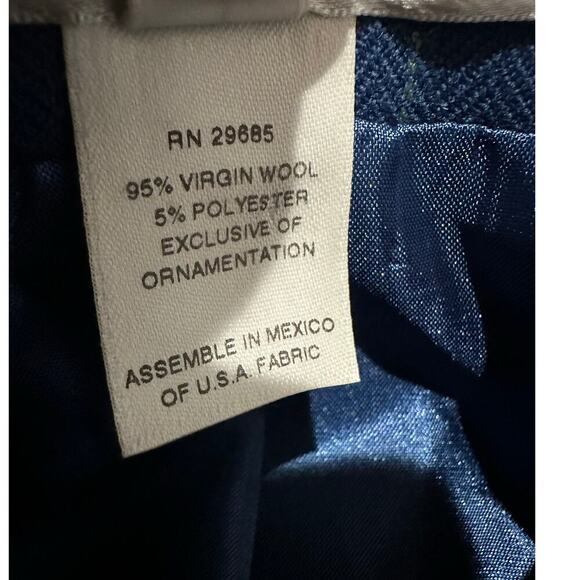 RN 29685
95% VIRGIN WOOL
5% POLYESTER
EXCLUSIVE OF
ORNAMENTATION
ASSEMBLE IN MEXICO
OF U.S.A. FABRIC